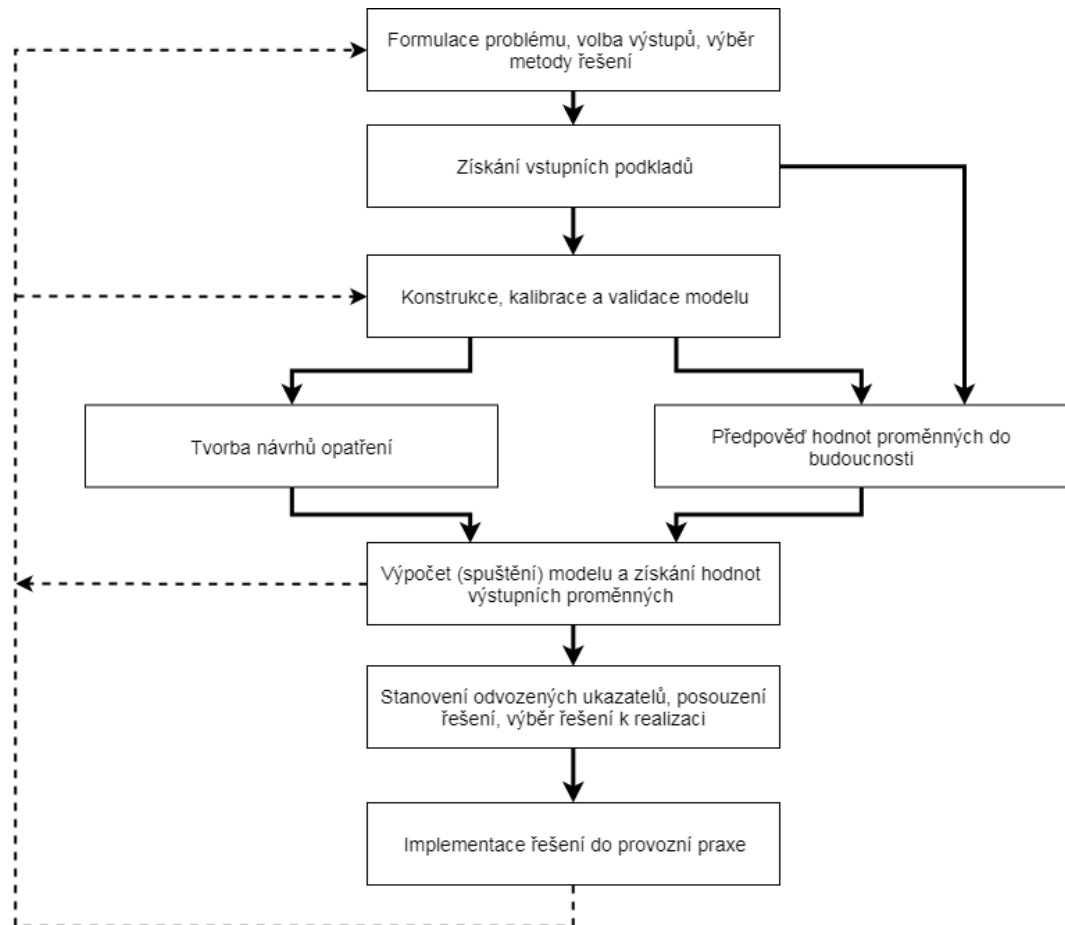 Formulace problému, volba výstupů, výběr
metody řešení
Získání vstupních podkladů
Konstrukce, kalibrace a validace modelu
Tvorba návrhů opatření
Předpověď hodnot proměnných do
budoucnosti
Výpočet (spuštění) modelu a získání hodnot
výstupních proměnných
Stanovení odvozených ukazatelů, posouzení
řešení, výběr řešení k realizaci
Implementace řešení do provozní praxe